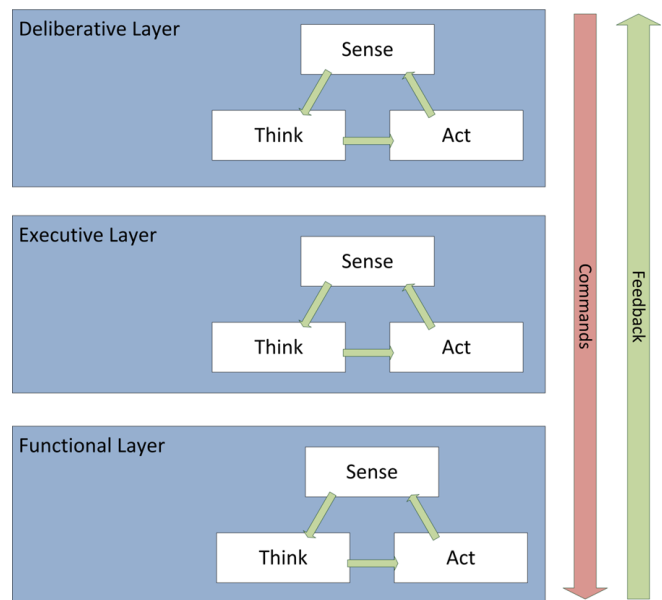 Deliberative Layer
Sense
Think
Act
Executive Layer
Sense
Think
Act
Functional Layer
Sense
Think
Act
Commands
Feedback